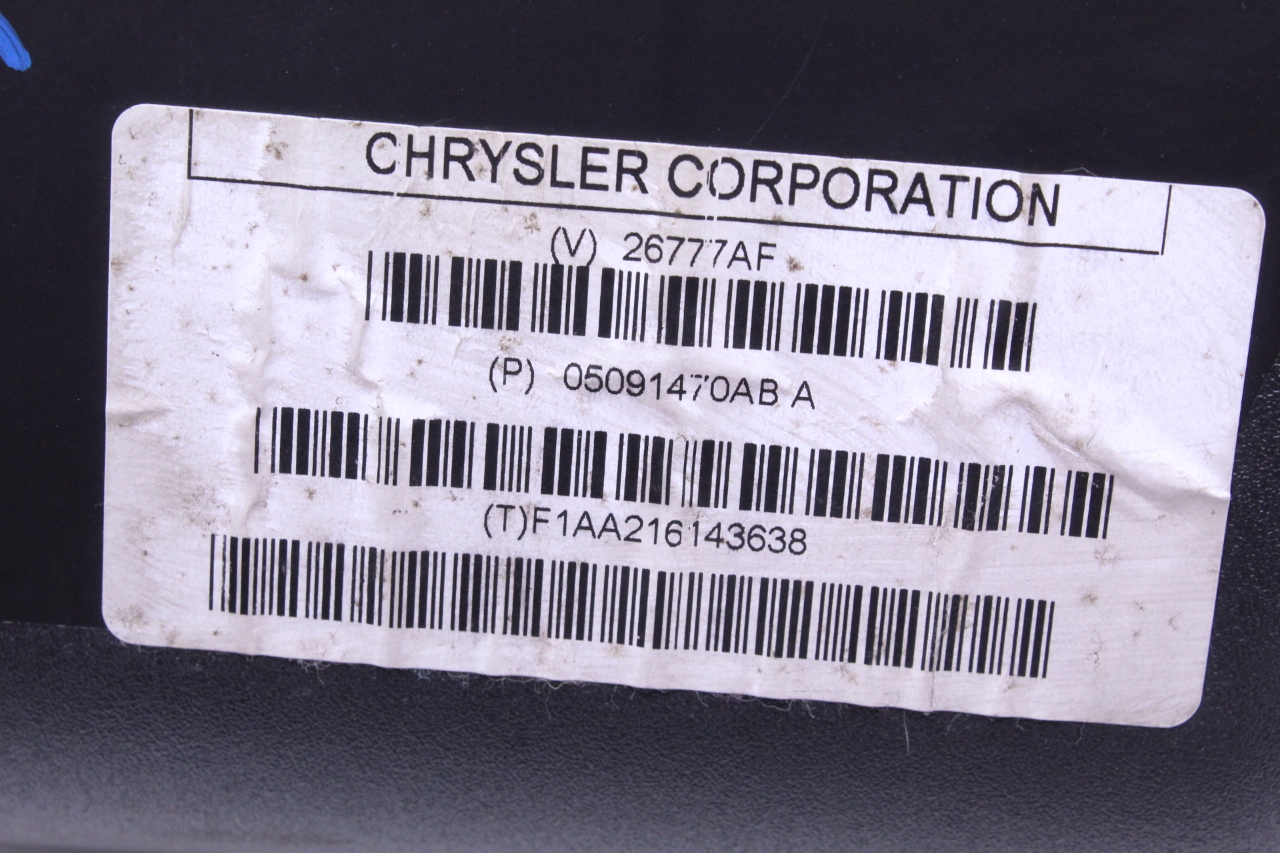 CHRYSLER CORPORATION
(V) 26777AF
(P) 05091470AB A
(T)F1AA216143638